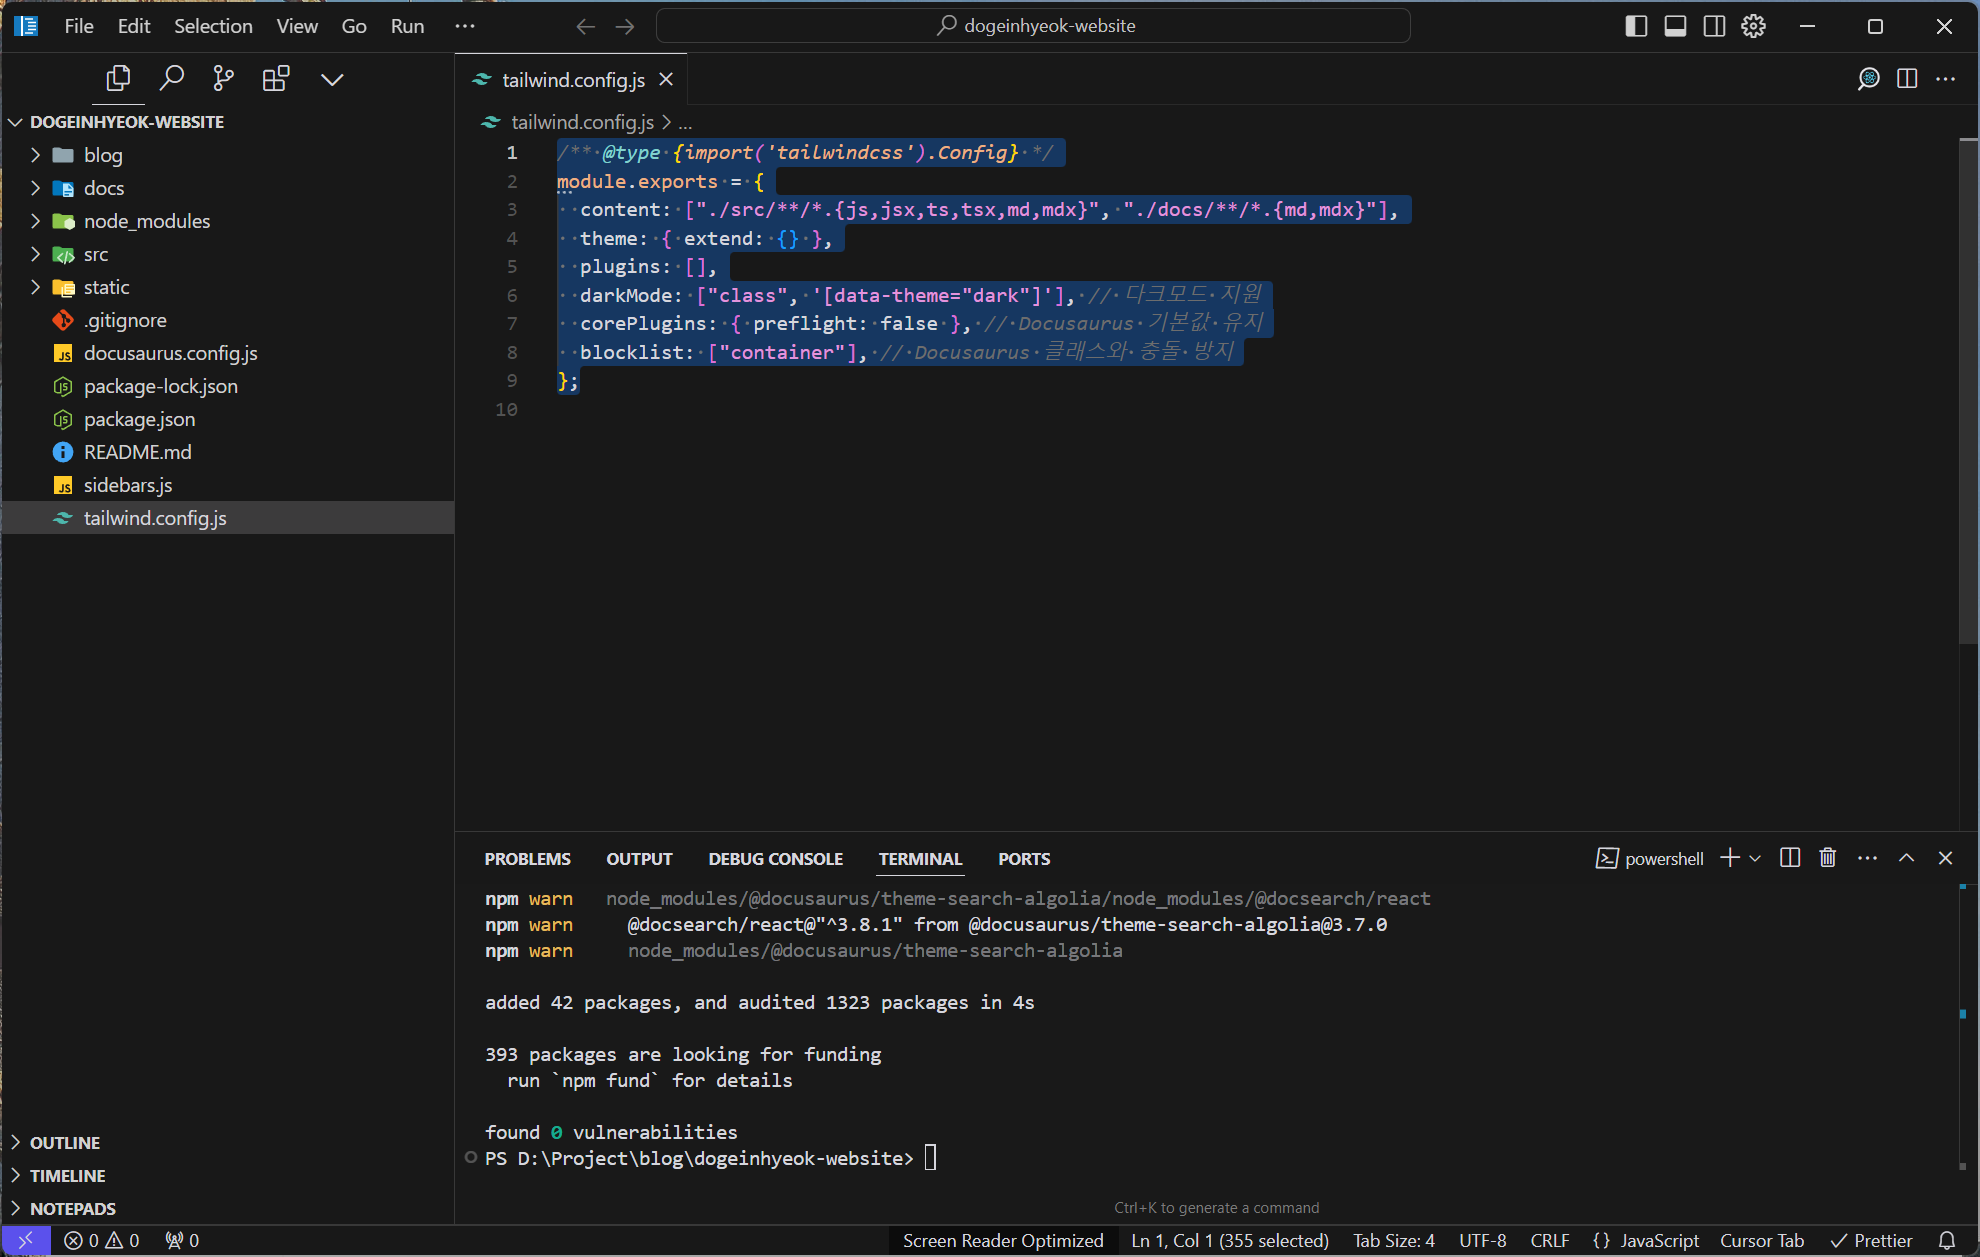 File Edit Selection View Go Run ···
dogeinhyeok-website
DOGEINHYEOK-WEBSITE
blog
docs
node_modules
src
static
.gitignore
docusaurus.config.js
package-lock.json
package.json
README.md
sidebars.js
tailwind.config.js
OUTLINE
TIMELINE
NOTEPADS
tailwind.config.js
tailwind.config.js > ...
1 /** @type {import('tailwindcss').Config} */
2 module.exports = {
3 content: ["./src/**/*.{js,jsx,ts,tsx,md,mdx}", "./docs/**/*.{md,mdx}"],
4 theme: { extend: {} },
5 plugins: [],
6 darkMode: ["class", '[data-theme="dark"]'], // 다크모드 지원
7 corePlugins: { preflight: false }, // Docusaurus 기본값 유지
8 blocklist: ["container"], // Docusaurus 클래스와 충돌 방지
9 };
10
PROBLEMS OUTPUT DEBUG CONSOLE TERMINAL PORTS
powershell
npm warn node_modules/@docusaurus/theme-search-algolia/node_modules/@docsearch/react
npm warn @docsearch/react@"^3.8.1" from @docusaurus/theme-search-algolia@3.7.0
npm warn node_modules/@docusaurus/theme-search-algolia
added 42 packages, and audited 1323 packages in 4s
393 packages are looking for funding
run `npm fund` for details
found 0 vulnerabilities
PS D:\Project\blog\dogeinhyeok-website>
Ctrl+K to generate a command
0 0 0
Screen Reader Optimized Ln 1, Col 1 (355 selected) Tab Size: 4 UTF-8 CRLF {} JavaScript Cursor Tab Prettier